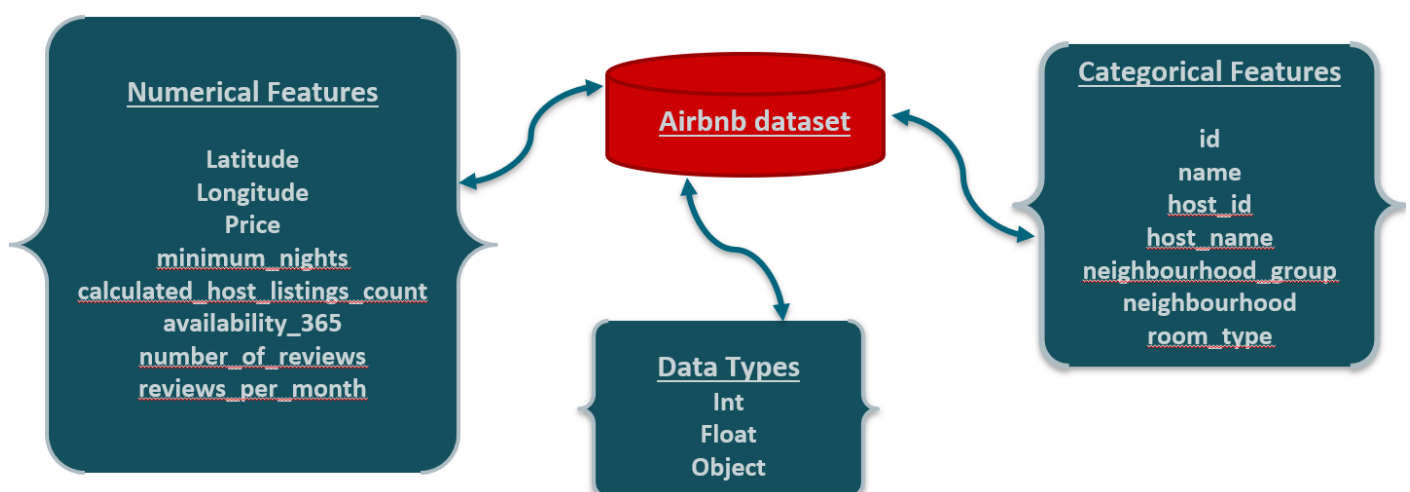 Numerical Features
Latitude
Longitude
Price
minimum_nights
calculated_host_listings_count
availability_365
number_of_reviews
reviews_per_month
Airbnb dataset
Data Types
Int
Float
Object
Categorical Features
id
name
host_id
host_name
neighbourhood_group
neighbourhood
room_type